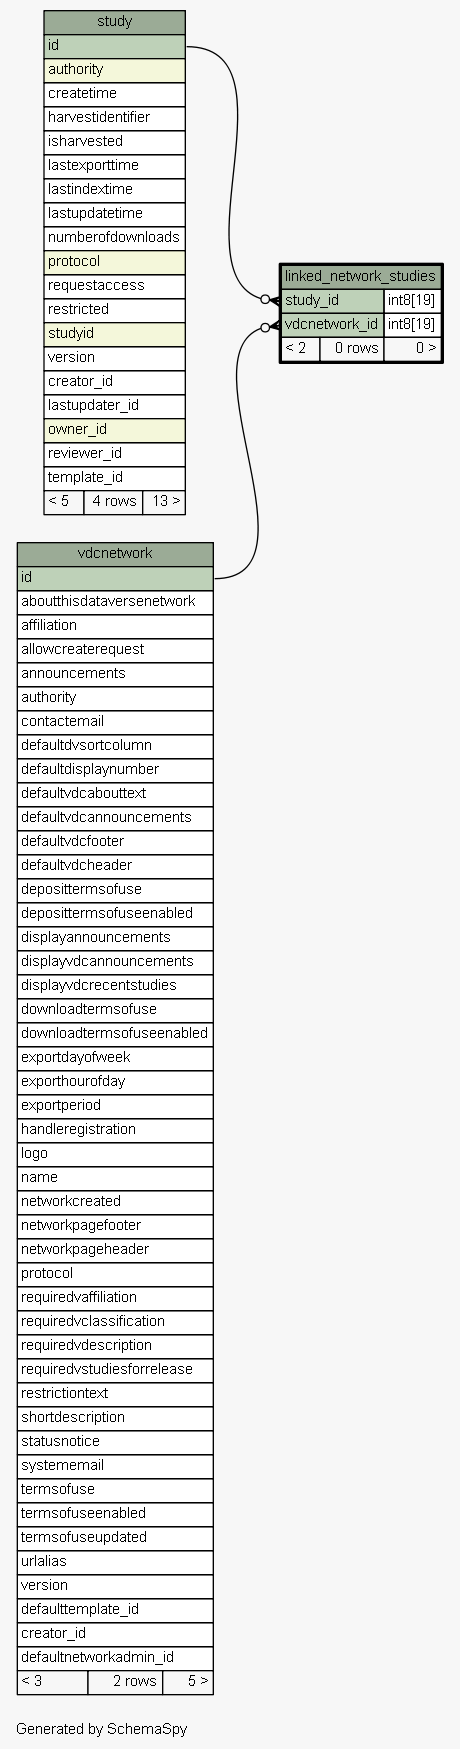 study
id
authority
createtime
harvestidentifier
isharvested
lastexporttime
lastindextime
lastupdatetime
numberofdownloads
protocol
requestaccess
restricted
studyid
version
creator_id
lastupdater_id
owner_id
reviewer_id
template_id
< 5 4 rows 13 >
linked_network_studies
study_id int8[19]
vdcnetwork_id int8[19]
< 2 0 rows 0 >
vdcnetwork
id
aboutthisdataversenetwork
affiliation
allowcreaterequest
announcements
authority
contactemail
defaultdvsortcolumn
defaultdisplaynumber
defaultvdcabouttext
defaultvdcannouncements
defaultvdcfooter
defaultvdcheader
deposittermsofuse
deposittermsofuseenabled
displayannouncements
displayvdcannouncements
displayvdcrecentstudies
downloadtermsofuse
downloadtermsofuseenabled
exportdayofweek
exporthourofday
exportperiod
handleregistration
logo
name
networkcreated
networkpagefooter
networkpageheader
protocol
requiredvaffiliation
requiredvclassification
requiredvdescription
requiredvstudiesforrelease
restrictiontext
shortdescription
statusnotice
systememail
termsofuse
termsofuseenabled
termsofuseupdated
urlalias
version
defaulttemplate_id
creator_id
defaultnetworkadmin_id
< 3 2 rows 5 >
Generated by SchemaSpy